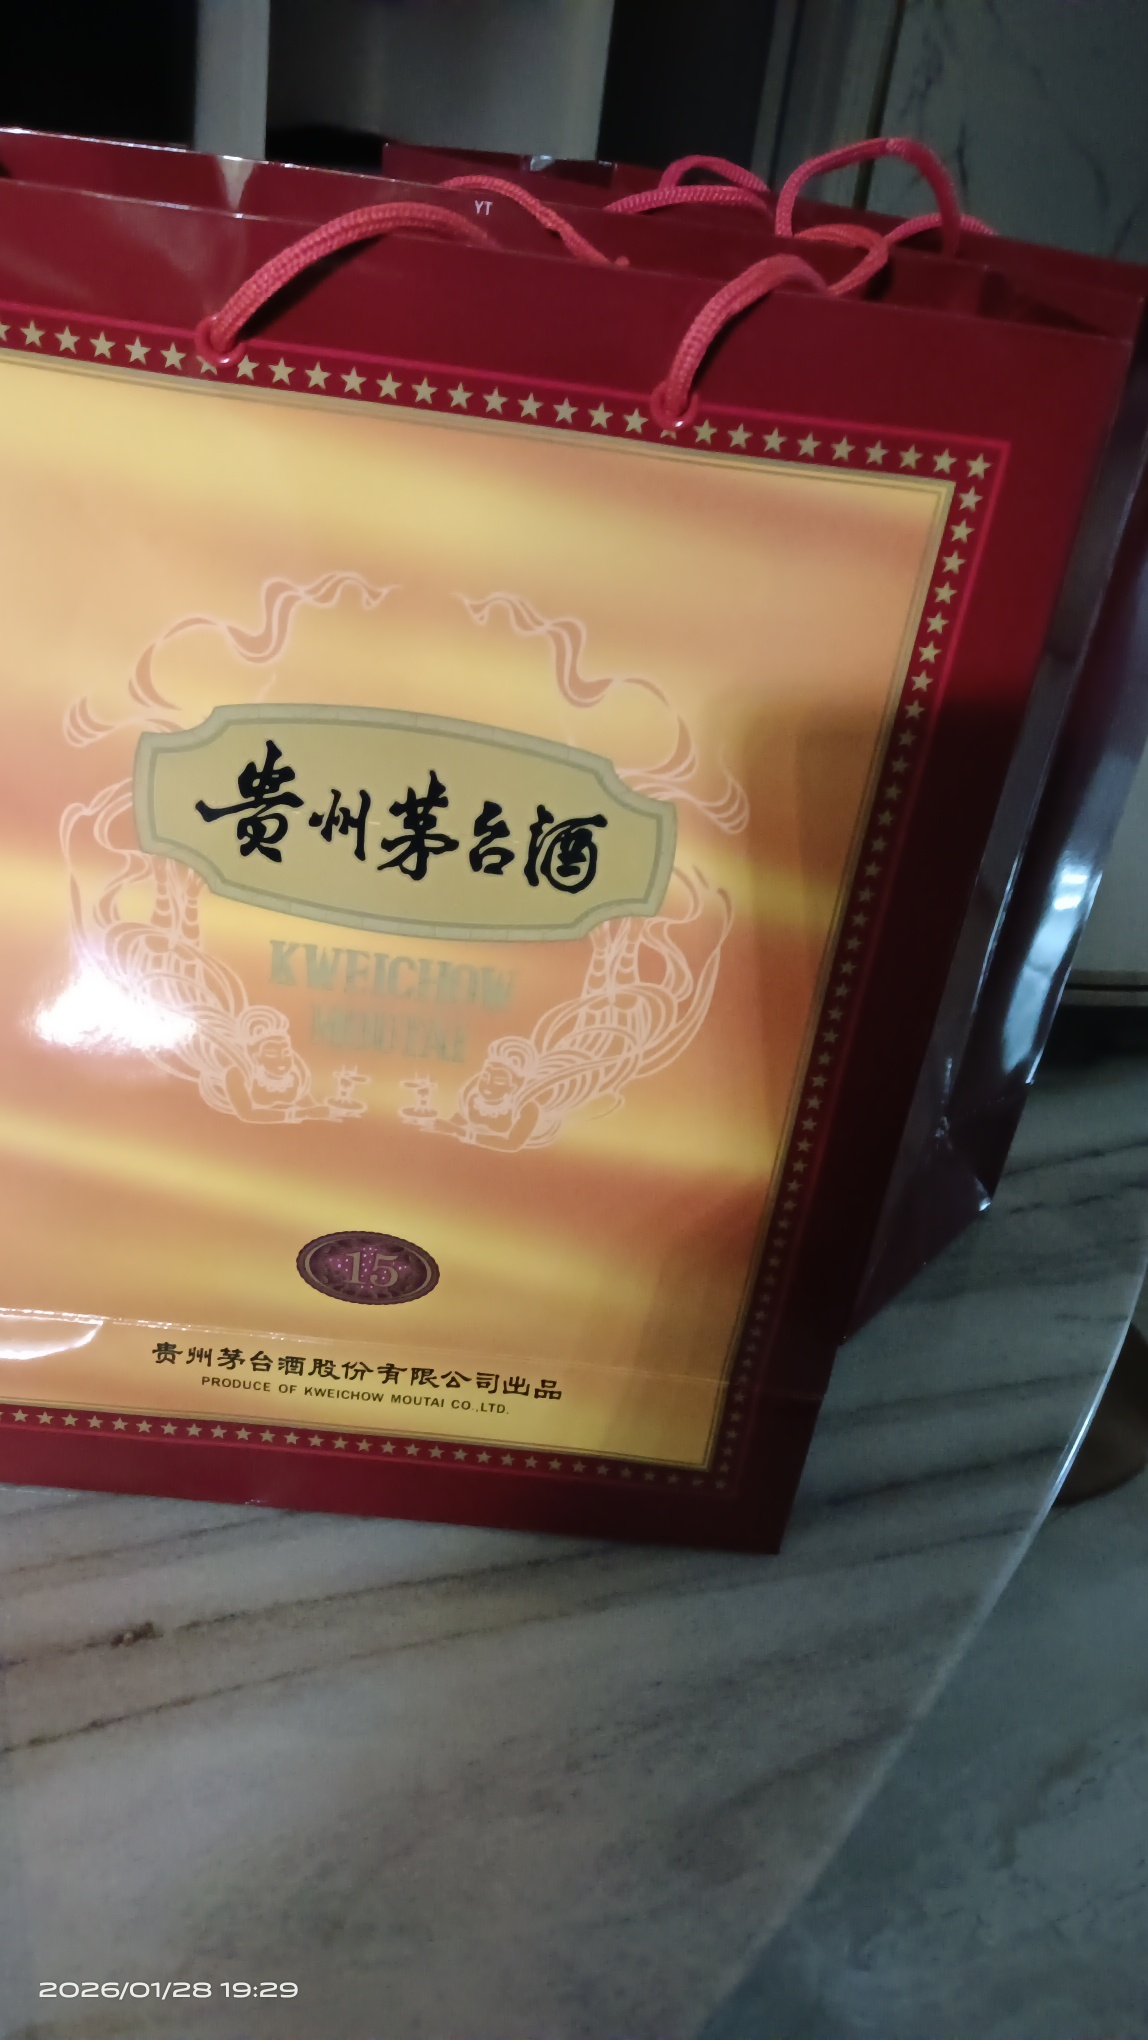 YT
贵州茅台酒
KWEICHOW
MOUTAI
15
贵州茅台酒股份有限公司出品
PRODUCE OF KWEICHOW MOUTAI CO.,LTD.
2026/01/28 19:29